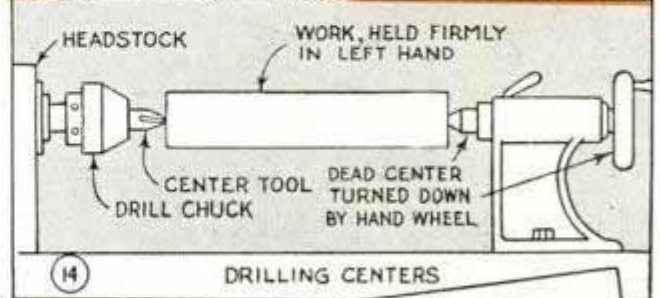 HEADSTOCK
WORK, HELD FIRMLY
IN LEFT HAND
CENTER TOOL
DRILL CHUCK
DEAD CENTER
TURNED DOWN
BY HAND WHEEL
14
DRILLING CENTERS